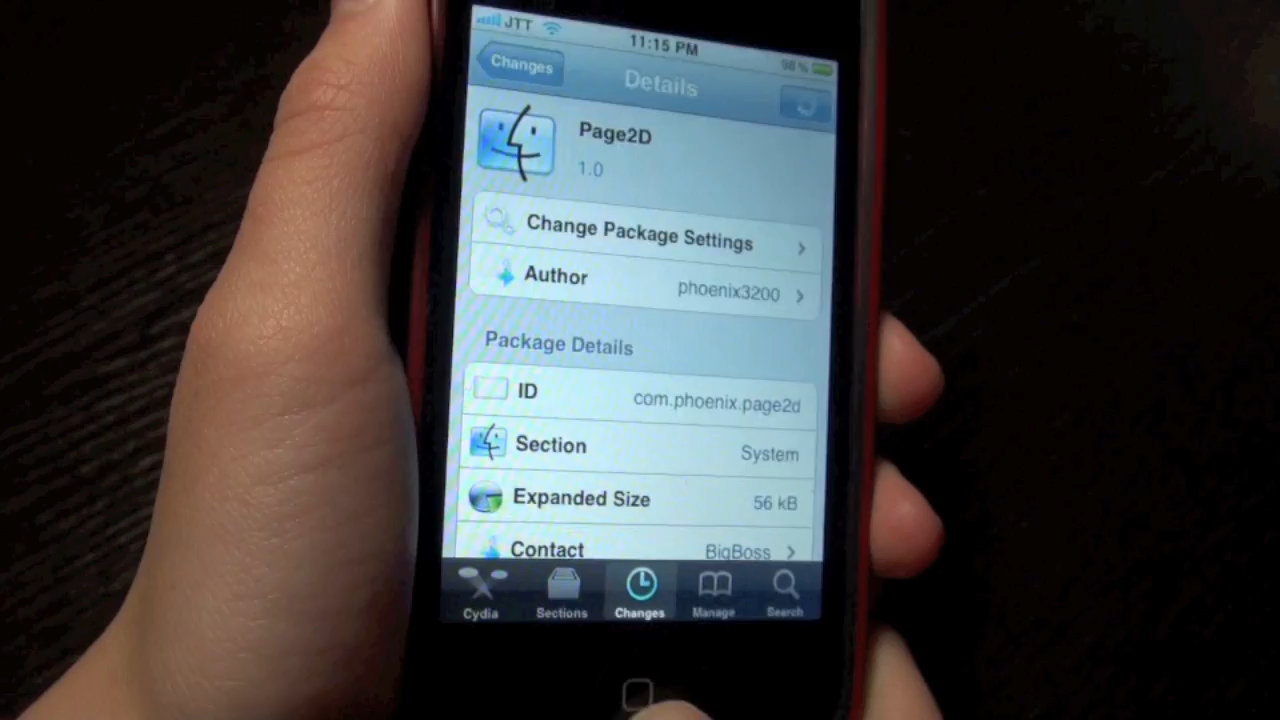 JTT 11:15 PM 98%
Changes Details
Page2D
1.0
Change Package Settings
Author phoenix3200
Package Details
ID com.phoenix.page2d
Section System
Expanded Size 56 kB
Contact BigBoss
Cydia Sections Changes Manage Search